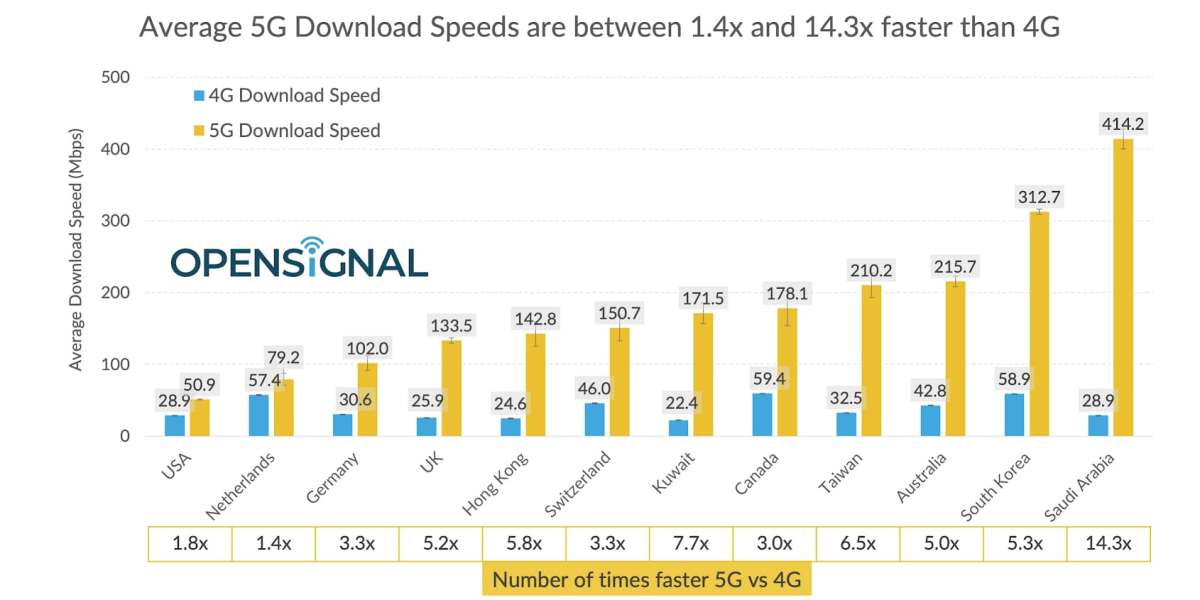 Average 5G Download Speeds are between 1.4x and 14.3x faster than 4G
Average Download Speed (Mbps)
500
400
300
200
100
0
4G Download Speed
5G Download Speed
OPENSIGNAL
28.9 50.9
57.4 79.2
30.6 102.0
25.9 133.5
24.6 142.8
46.0 150.7
22.4 171.5
59.4 178.1
32.5 210.2
42.8 215.7
58.9 312.7
28.9 414.2
USA
Netherlands
Germany
UK
Hong Kong
Switzerland
Kuwait
Canada
Taiwan
Australia
South Korea
Saudi Arabia
1.8x 1.4x 3.3x 5.2x 5.8x 3.3x 7.7x 3.0x 6.5x 5.0x 5.3x 14.3x
Number of times faster 5G vs 4G